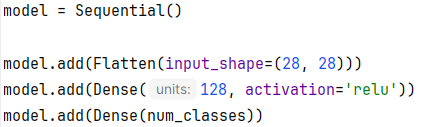 model = Sequential()
model.add(Flatten(input_shape=(28, 28)))
model.add(Dense( units: 128, activation='relu'))
model.add(Dense(num_classes))